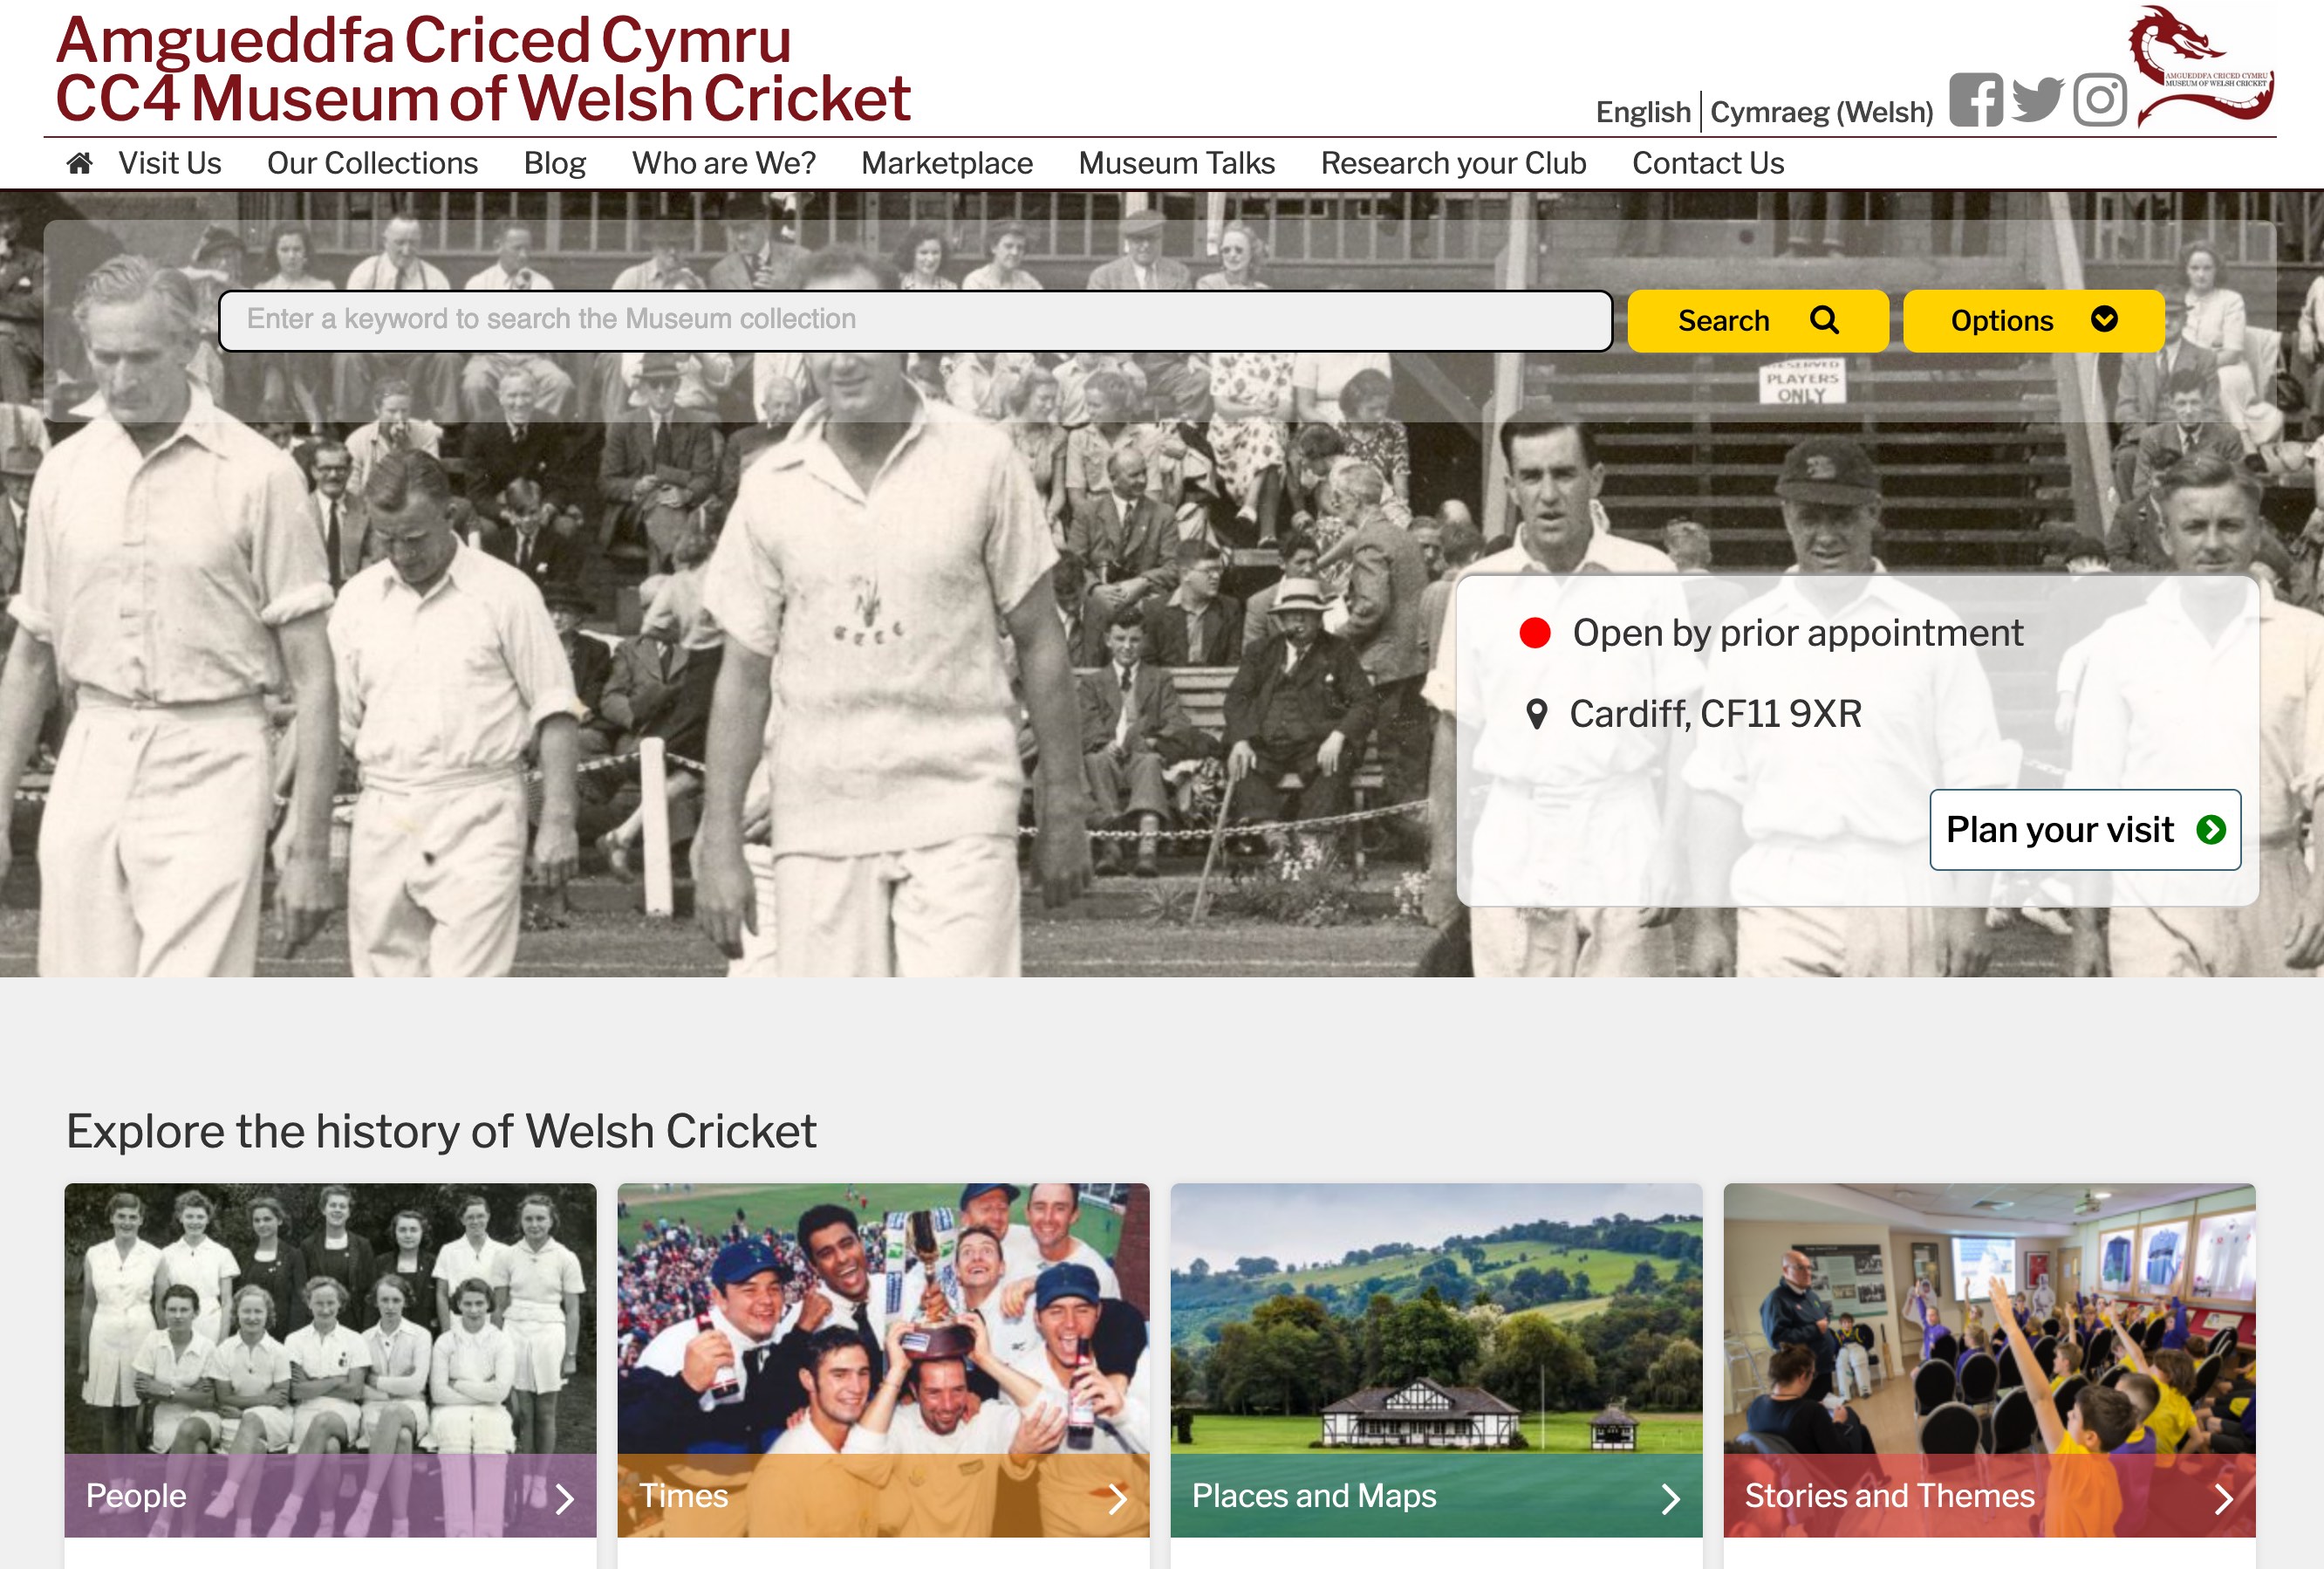 Amgueddfa Criced Cymru
CC4 Museum of Welsh Cricket
English
Cymraeg (Welsh)
AMGUEDDFA CRICED CYMRU
MUSEUM OF WELSH CRICKET
Visit Us
Our Collections
Blog
Who are We?
Marketplace
Museum Talks
Research your Club
Contact Us
Enter a keyword to search the Museum collection
Search
Options
RESERVED
PLAYERS
ONLY
Open by prior appointment
Cardiff, CF11 9XR
Plan your visit
Explore the history of Welsh Cricket
People
Times
Places and Maps
Stories and Themes